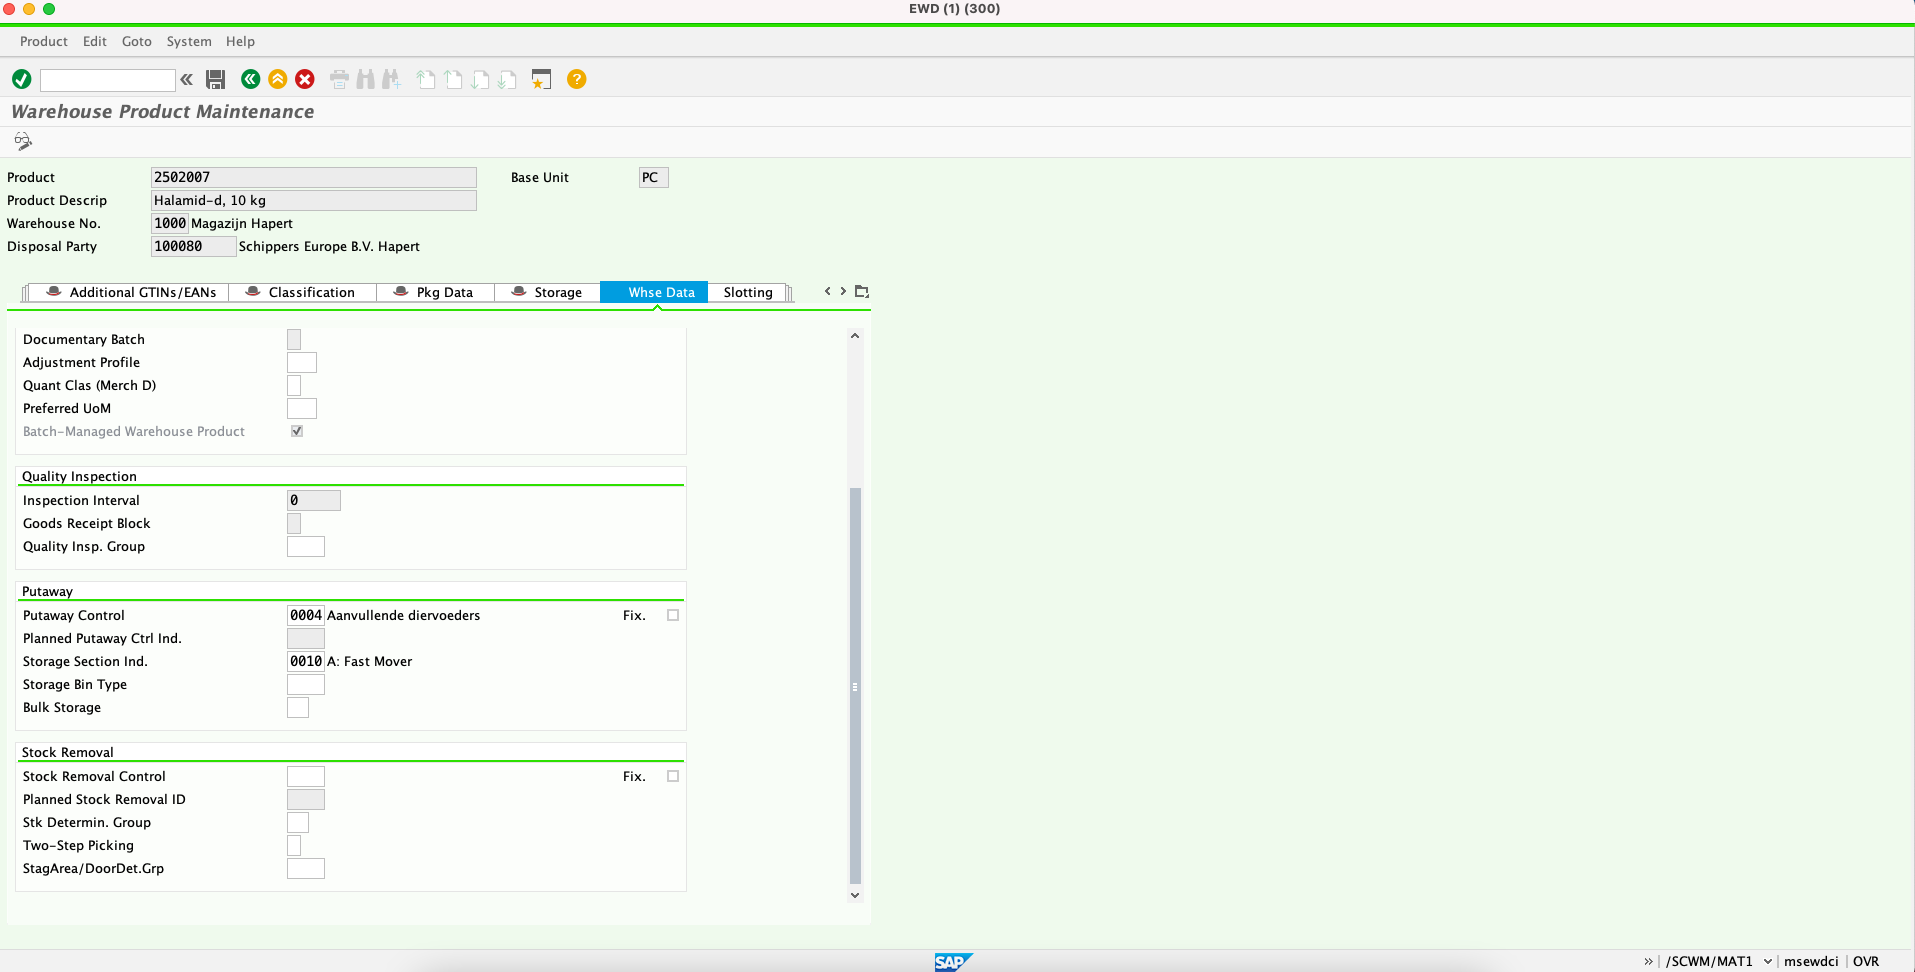 EWD (1) (300)
Product Edit Goto System Help
Warehouse Product Maintenance
Product 2502007 Base Unit PC
Product Descrip Halamid-d, 10 kg
Warehouse No. 1000 Magazijn Hapert
Disposal Party 100080 Schippers Europe B.V. Hapert
Additional GTINs/EANs Classification Pkg Data Storage Whse Data Slotting
Documentary Batch
Adjustment Profile
Quant Clas (Merch D)
Preferred UoM
Batch-Managed Warehouse Product
Quality Inspection
Inspection Interval 0
Goods Receipt Block
Quality Insp. Group
Putaway
Putaway Control 0004 Aanvullende diervoeders Fix.
Planned Putaway Ctrl Ind.
Storage Section Ind. 0010 A: Fast Mover
Storage Bin Type
Bulk Storage
Stock Removal
Stock Removal Control Fix.
Planned Stock Removal ID
Stk Determin. Group
Two-Step Picking
StagArea/DoorDet.Grp
SAP » /SCWM/MAT1 msewdci OVR